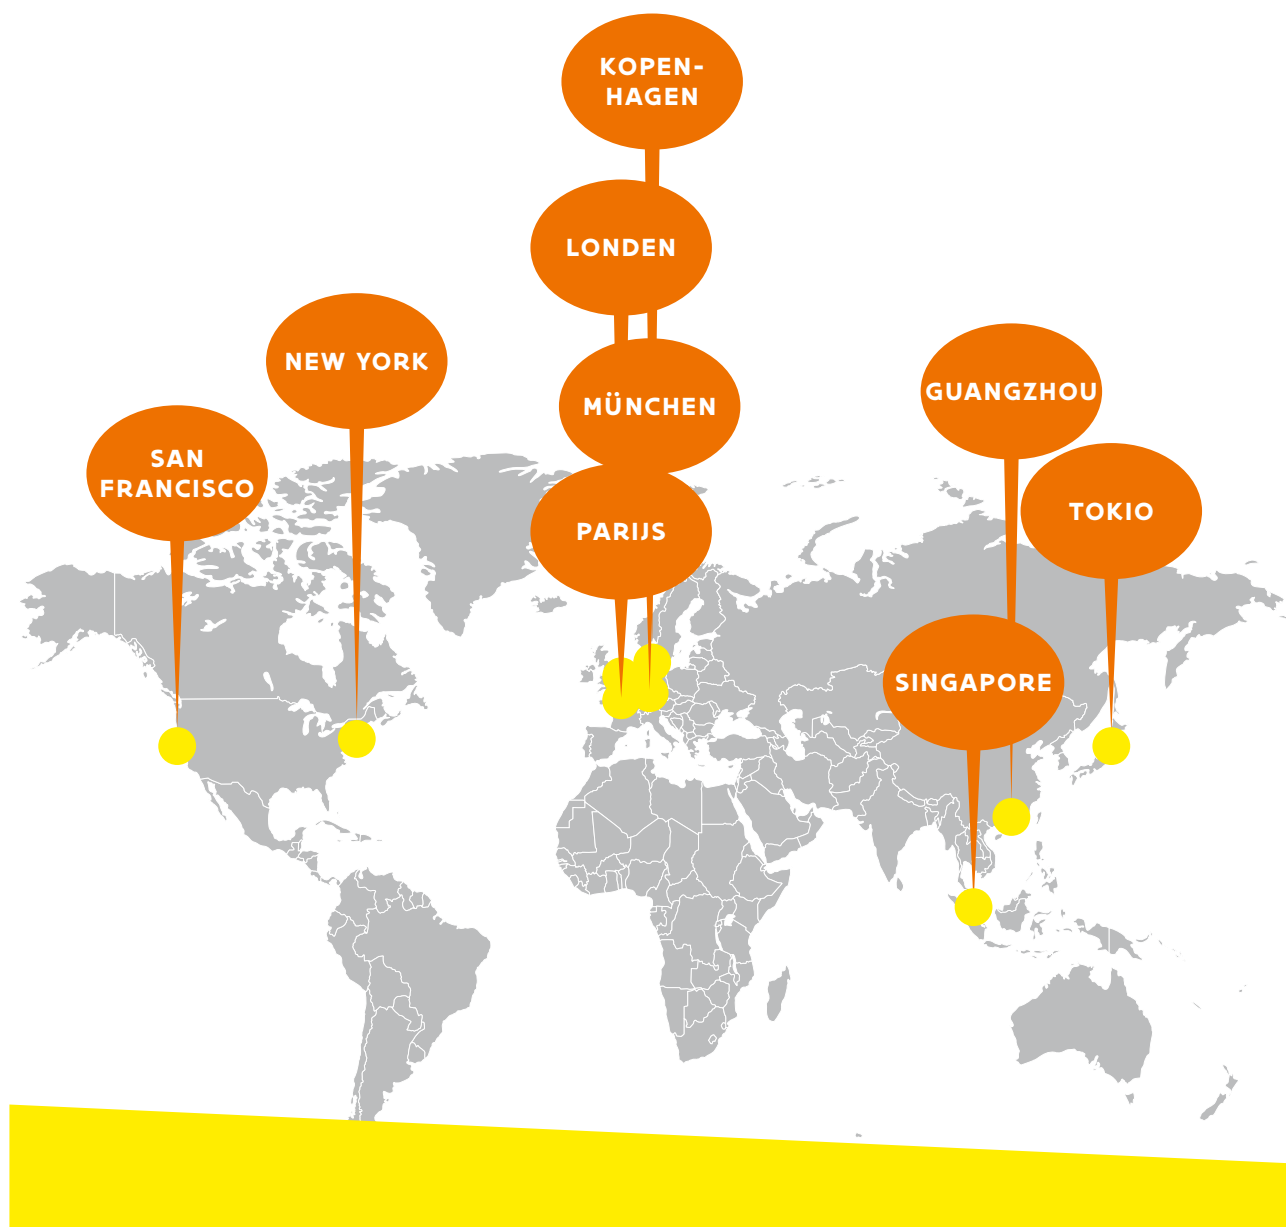 KOPEN-
HAGEN
LONDEN
NEW YORK
MÜNCHEN
GUANGZHOU
SAN
FRANCISCO
PARIJS
TOKIO
SINGAPORE